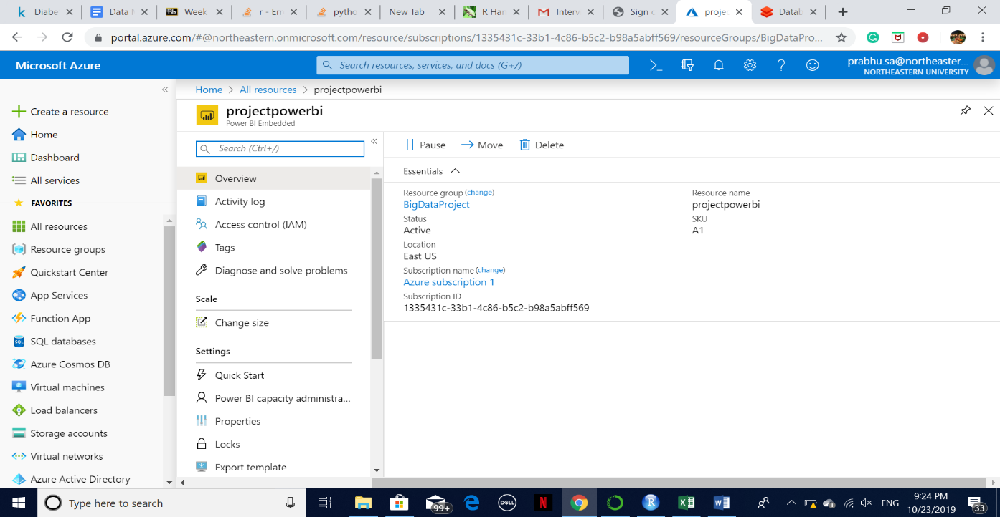 Diabe
Data
Week
r - Err
pytho
New Tab
R Han
Interv
Sign
projec
Datab
portal.azure.com/#@northeastern.onmicrosoft.com/resource/subscriptions/1335431c-33b1-4c86-b5c2-b98a5abff569/resourceGroups/BigDataPro...
Microsoft Azure
Search resources, services, and docs (G+/)
prabhu.sa@northeaster...
NORTHEASTERN UNIVERSITY
Home > All resources > projectpowerbi
projectpowerbi
Power BI Embedded
Create a resource
Home
Dashboard
All services
FAVORITES
All resources
Resource groups
Quickstart Center
App Services
Function App
SQL databases
Azure Cosmos DB
Virtual machines
Load balancers
Storage accounts
Virtual networks
Azure Active Directory
Search (Ctrl+/)
Overview
Activity log
Access control (IAM)
Tags
Diagnose and solve problems
Scale
Change size
Settings
Quick Start
Power BI capacity administra...
Properties
Locks
Export template
Pause
Move
Delete
Essentials
Resource group (change)
BigDataProject
Status
Active
Location
East US
Subscription name (change)
Azure subscription 1
Subscription ID
1335431c-33b1-4c86-b5c2-b98a5abff569
Resource name
projectpowerbi
SKU
A1
Type here to search
99+
DELL
N
R
ENG
9:24 PM
10/23/2019
33